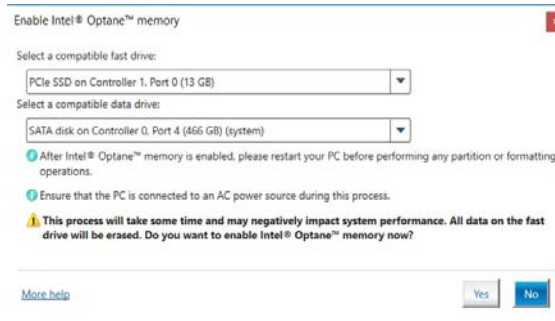 Enable Intel® Optane™ memory
Select a compatible fast drive:
PCIe SSD on Controller 1, Port 0 (13 GB)
Select a compatible data drive:
SATA disk on Controller 0, Port 4 (466 GB) (system)
After Intel® Optane™ memory is enabled, please restart your PC before performing any partition or formatting
operations.
Ensure that the PC is connected to an AC power source during this process.
This process will take some time and may negatively impact system performance. All data on the fast
drive will be erased. Do you want to enable Intel® Optane™ memory now?
More help
Yes
No